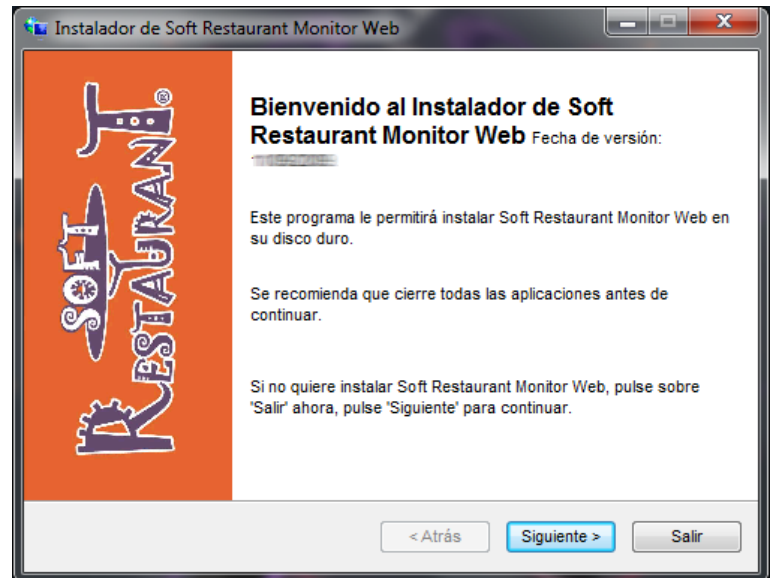 Instalador de Soft Restaurant Monitor Web
SOFT
RESTAURANT.®
Bienvenido al Instalador de Soft
Restaurant Monitor Web Fecha de versión:
Este programa le permitirá instalar Soft Restaurant Monitor Web en
su disco duro.
Se recomienda que cierre todas las aplicaciones antes de
continuar.
Si no quiere instalar Soft Restaurant Monitor Web, pulse sobre
'Salir' ahora, pulse 'Siguiente' para continuar.
< Atrás
Siguiente >
Salir